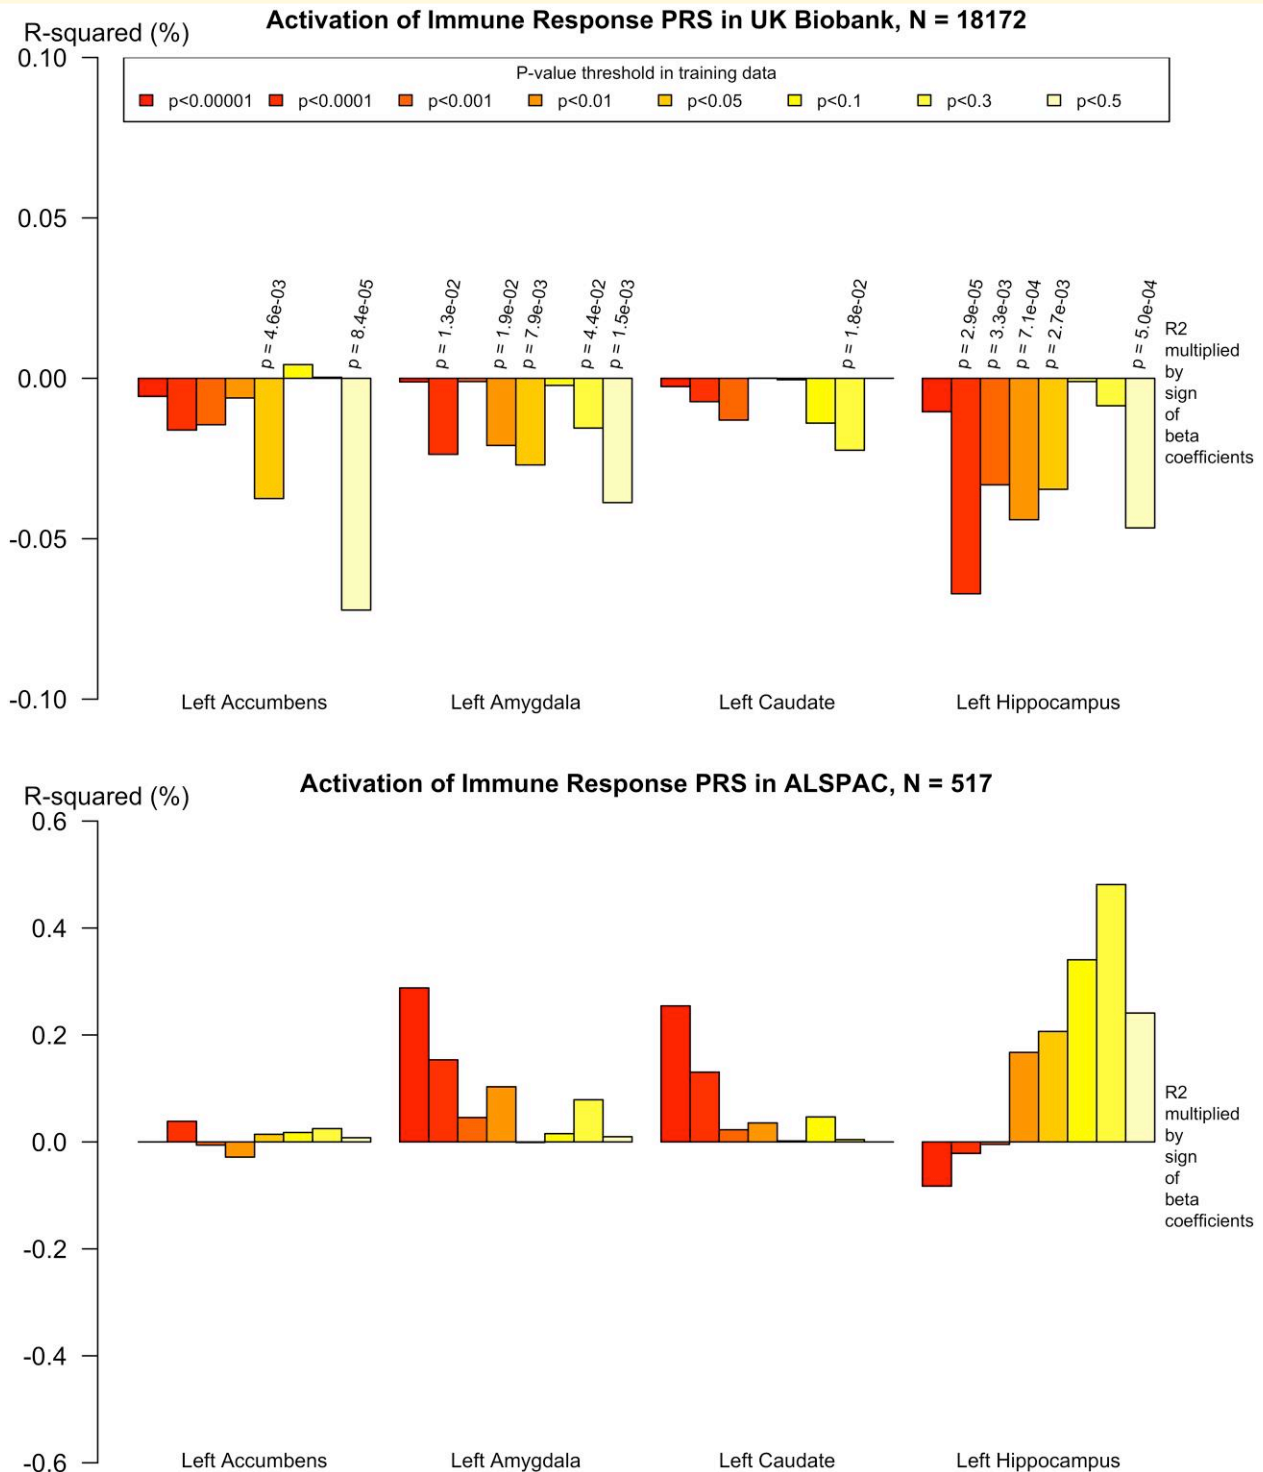 Activation of Immune Response PRS in UK Biobank, N = 18172
R-squared (%)
0.10
P-value threshold in training data
p<0.00001 p<0.0001 p<0.001 p<0.01 p<0.05 p<0.1 p<0.3 p<0.5
0.05
p = 4.6e-03
p = 8.4e-05
p = 1.3e-02
p = 1.9e-02
p = 7.9e-03
p = 4.4e-02
p = 1.5e-03
p = 1.8e-02
p = 2.9e-05
p = 3.3e-03
p = 7.1e-04
p = 2.7e-03
p = 5.0e-04
R2
multiplied
by
sign
of
beta
coefficients
0.00
-0.05
-0.10
Left Accumbens Left Amygdala Left Caudate Left Hippocampus
Activation of Immune Response PRS in ALSPAC, N = 517
R-squared (%)
0.6
0.4
0.2
0.0
R2
multiplied
by
sign
of
beta
coefficients
-0.2
-0.4
-0.6
Left Accumbens Left Amygdala Left Caudate Left Hippocampus